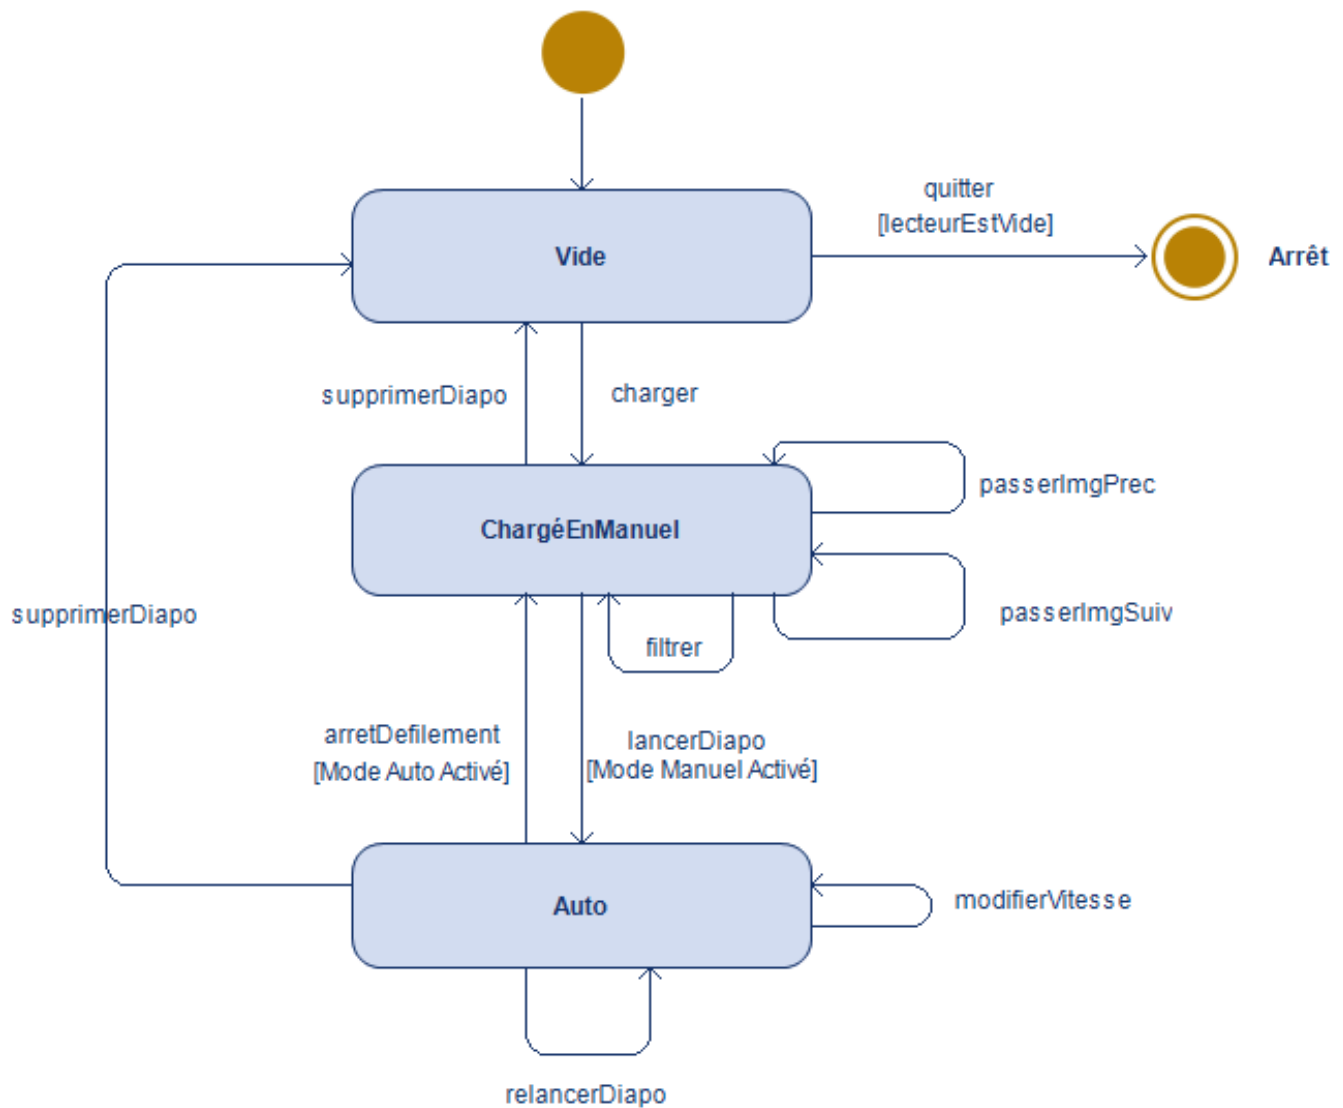 quitter
[lecteurEstVide]
Vide
Arrêt
supprimerDiapo
charger
passerImgPrec
ChargéEnManuel
supprimerDiapo
passerImgSuiv
filtrer
arretDefilement
[Mode Auto Activé]
lancerDiapo
[Mode Manuel Activé]
Auto
modifierVitesse
relancerDiapo